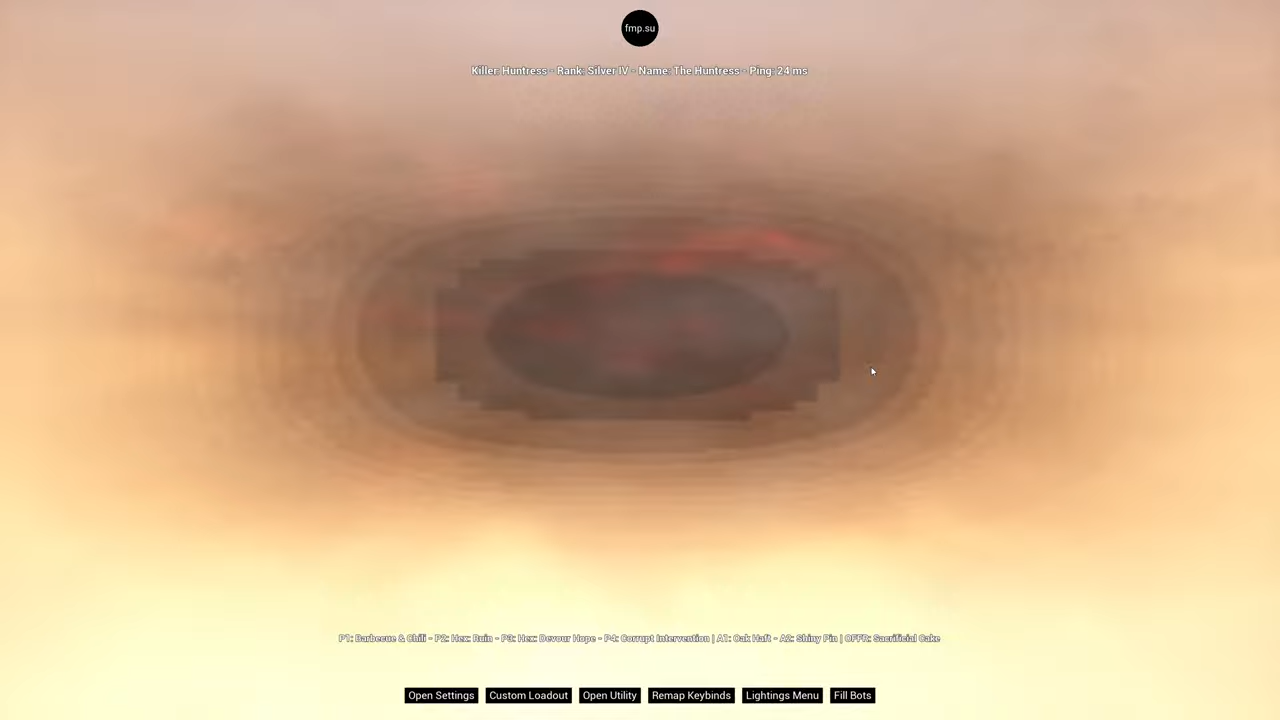 fmp.su
Killer: Huntress - Rank: Silver IV - Name: The Huntress - Ping: 24 ms
P1: Barbecue & Chili - P2: Hex: Ruin - P3: Hex: Devour Hope - P4: Corrupt Intervention | A1: Oak Haft - A2: Shiny Pin | OFFR: Sacrificial Cake
Open Settings Custom Loadout Open Utility Remap Keybinds Lightings Menu Fill Bots